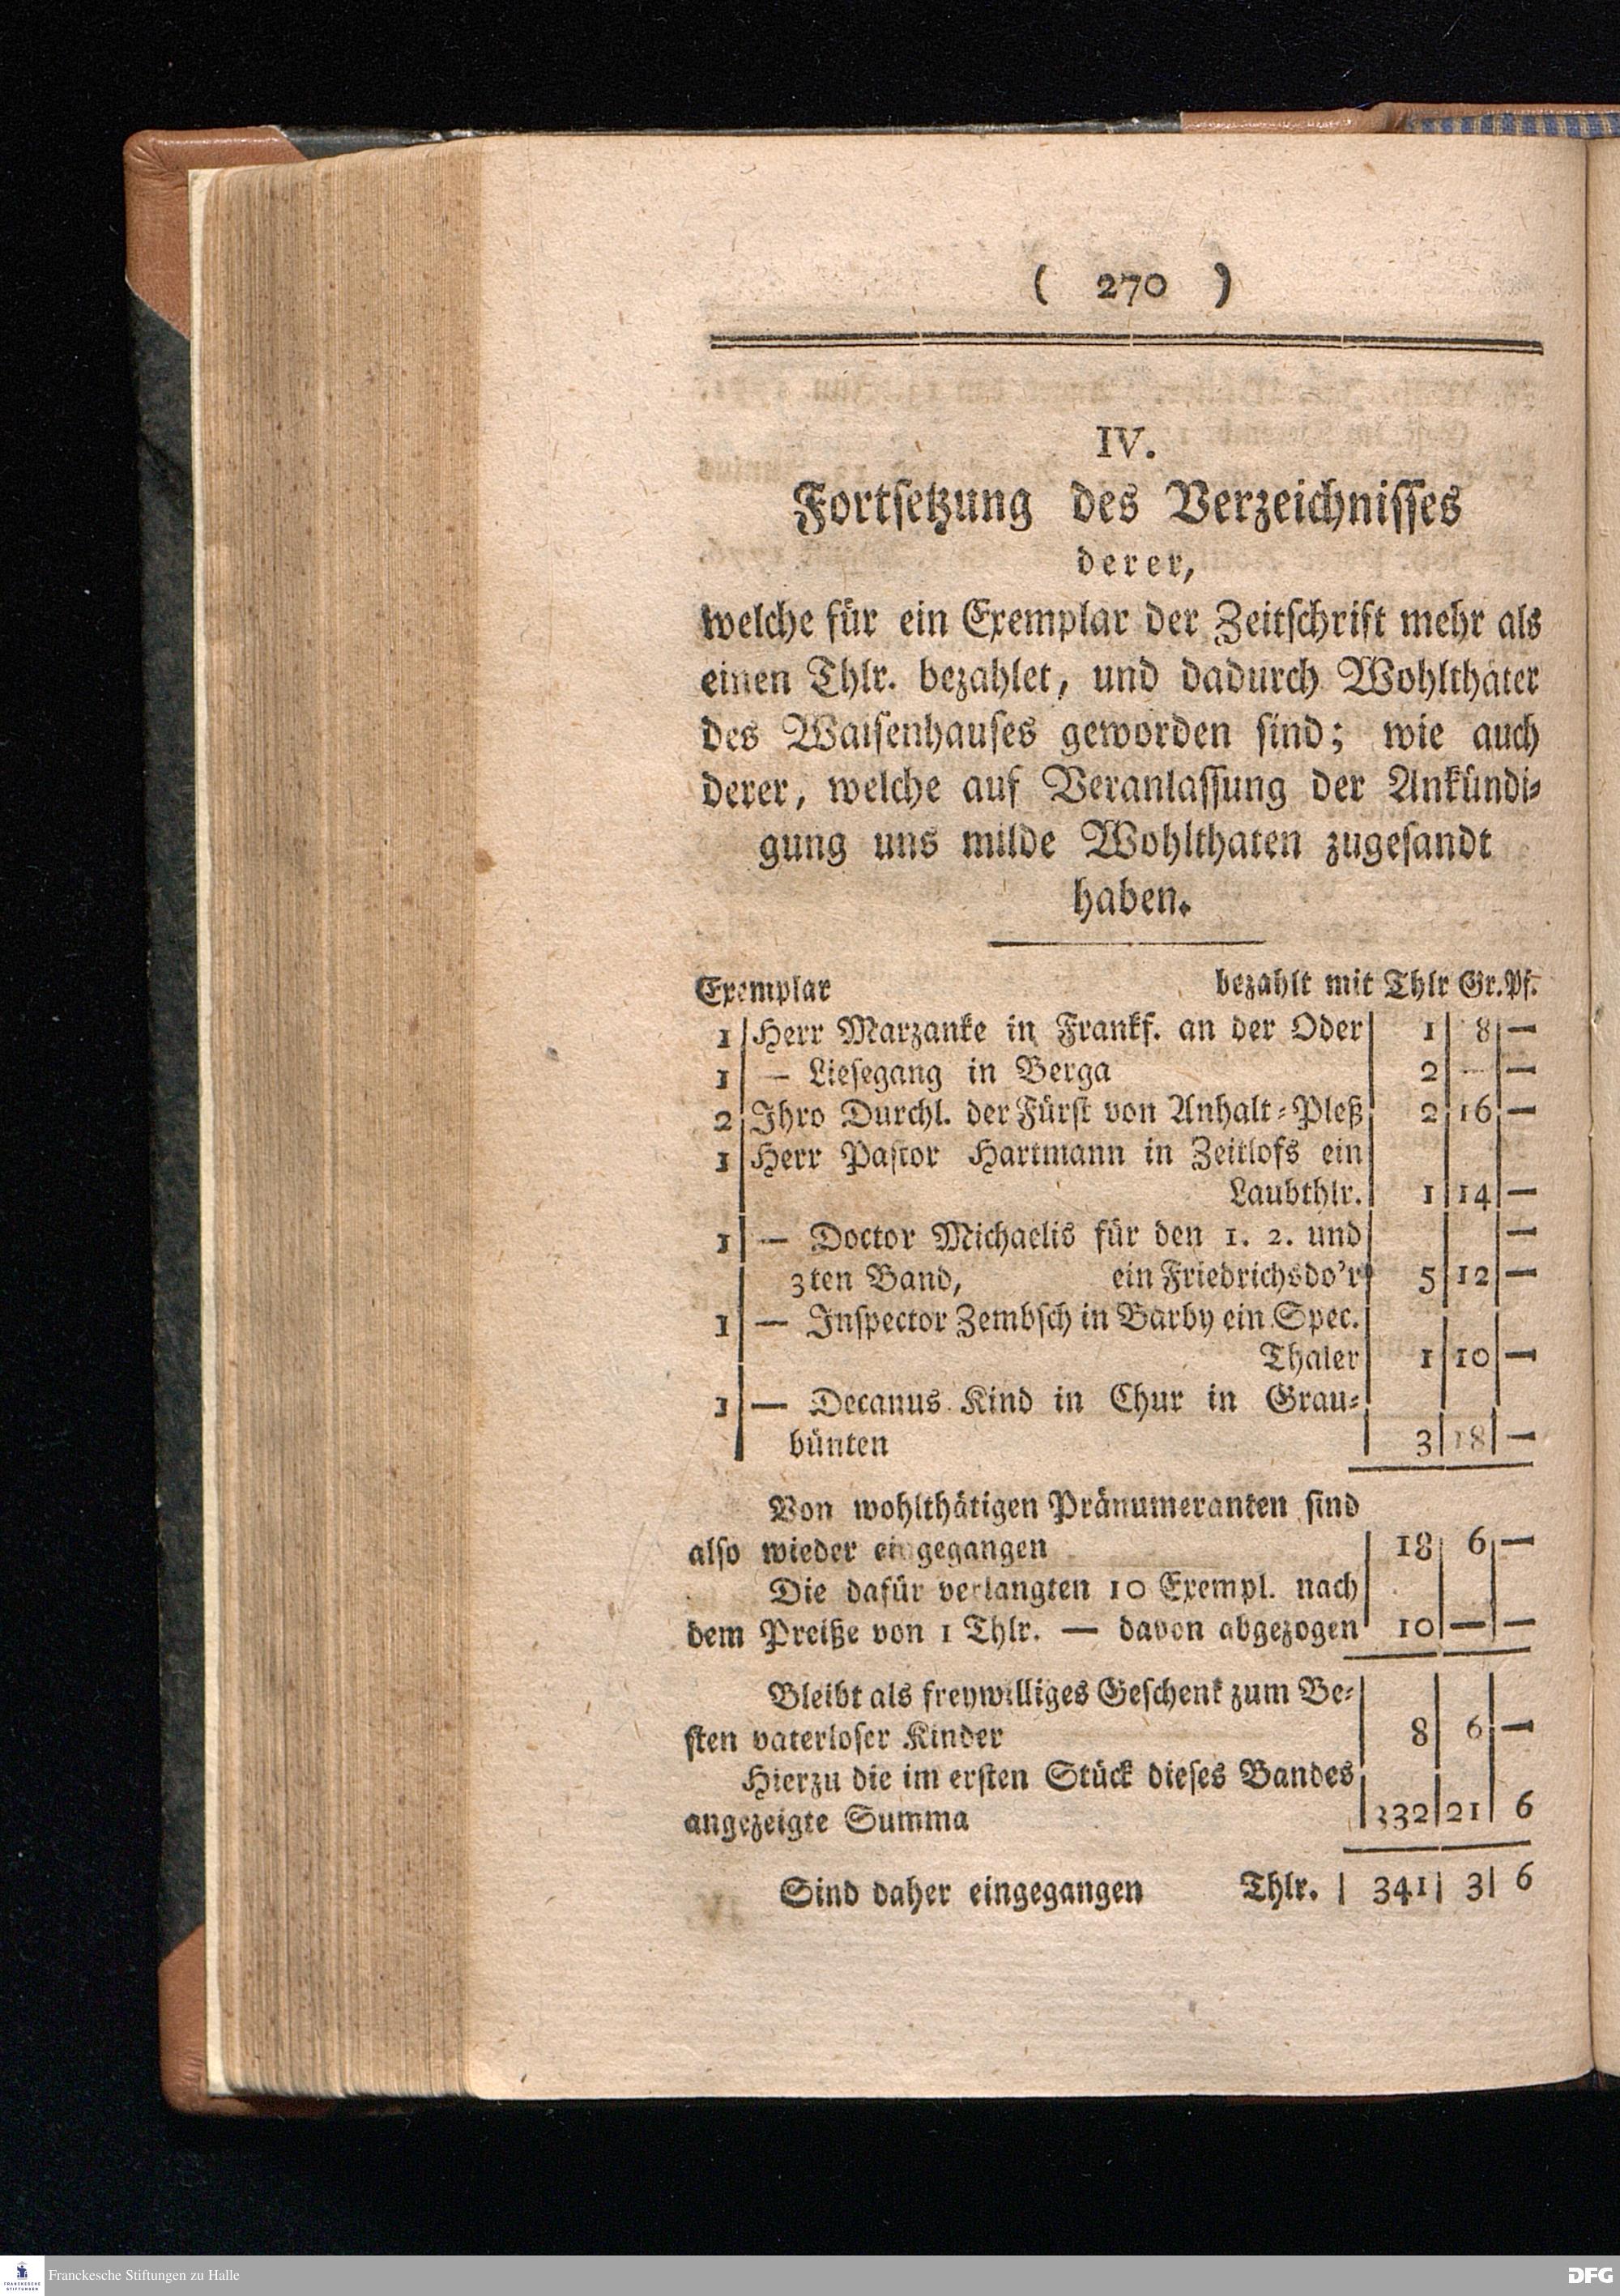 ( 270 )
IV.
Fortsetzung des Verzeichnisses
derer,
welche für ein Exemplar der Zeitschrift mehr als
einen Thlr. bezahlet, und dadurch Wohlthäter
des Waisenhauses geworden sind; wie auch
derer, welche auf Veranlassung der Ankündi-
gung uns milde Wohlthaten zugesandt
haben.
Exemplar bezahlt mit Thlr Gr. Pf.
1 Herr Marzanke in Frankf. an der Oder 1 8 —
1 — Liesegang in Berga 2 — —
2 Ihro Durchl. der Fürst von Anhalt-Pleß 2 16 —
1 Herr Pastor Hartmann in Zeitlofs ein
Laubthlr. 1 14 —
1 — Doctor Michaelis für den 1. 2. und —
3ten Band, ein Friedrichsdo'r 5 12 —
1 — Inspector Zembsch in Barby ein Spec.
Thaler 1 10 —
1 — Decanus Kind in Chur in Grau-
bünten 3 18 —
Von wohlthätigen Pränumeranten sind
also wieder eingegangen 18 6 —
Die dafür verlangten 10 Exempl. nach
dem Preiße von 1 Thlr. — davon abgezogen 10 — —
Bleibt als freywilliges Geschenk zum Be-
sten vaterloser Kinder 8 6 —
Hierzu die im ersten Stück dieses Bandes
angezeigte Summa 332 21 6
Sind daher eingegangen Thlr. 341 3 6
FRANCKESCHE STIFTUNGEN
Franckesche Stiftungen zu Halle
DFG